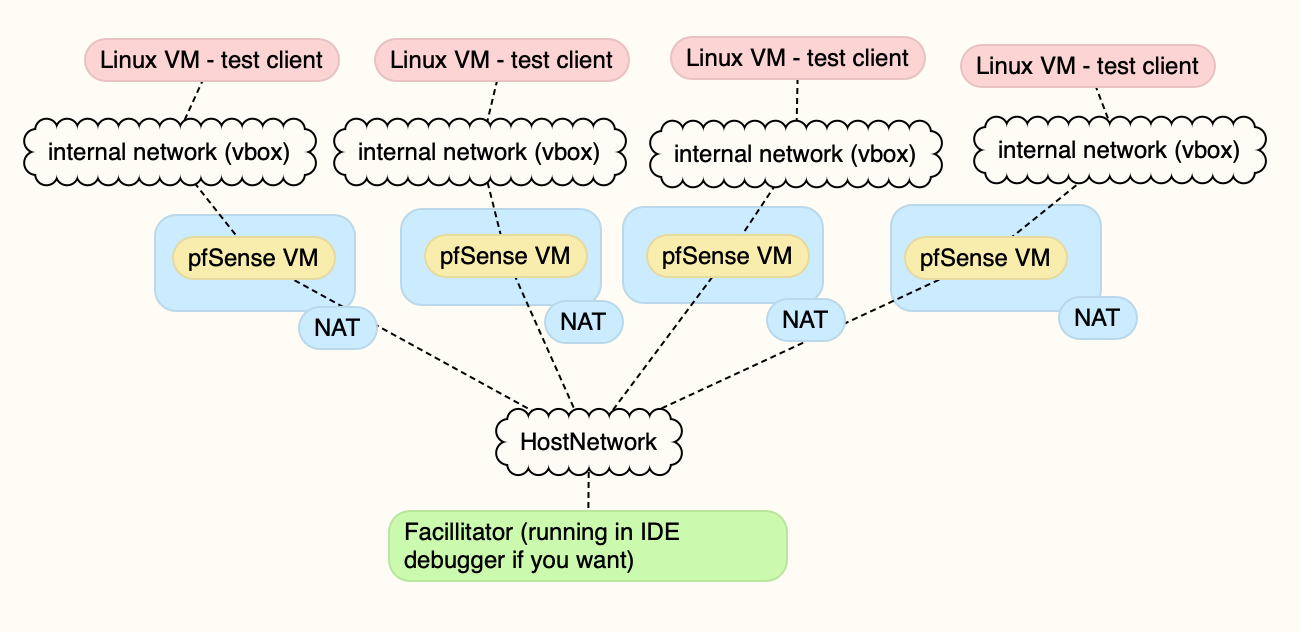 Linux VM - test client
Linux VM - test client
Linux VM - test client
Linux VM - test client
internal network (vbox)
internal network (vbox)
internal network (vbox)
internal network (vbox)
pfSense VM
pfSense VM
pfSense VM
pfSense VM
NAT
NAT
NAT
NAT
HostNetwork
Facillitator (running in IDE
debugger if you want)